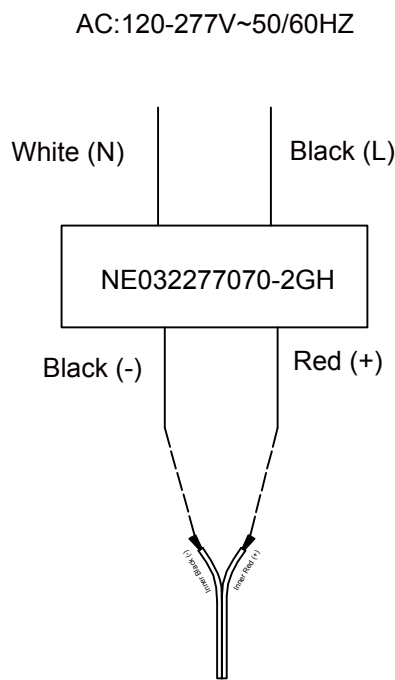 AC:120-277V~50/60HZ
White (N)
Black (L)
NE032277070-2GH
Black (-)
Red (+)
Inner Black (-)
Inner Red (+)